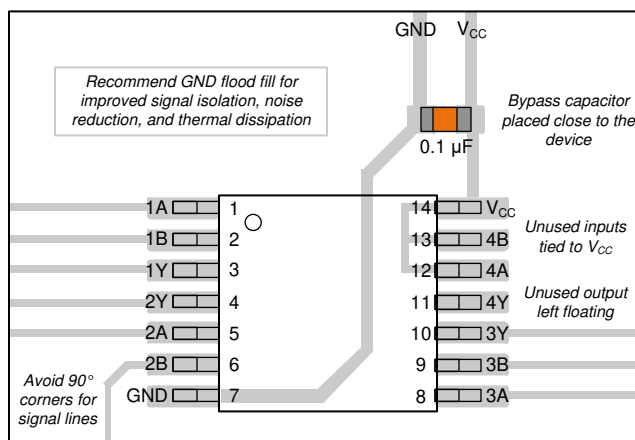 GND VCC
Recommend GND flood fill for
improved signal isolation, noise
reduction, and thermal dissipation
Bypass capacitor
placed close to the
device
0.1 µF
1A 1 14 VCC
1B 2 13 4B
1Y 3 12 4A
2Y 4 11 4Y
2A 5 10 3Y
2B 6 9 3B
GND 7 8 3A
Unused inputs
tied to VCC
Unused output
left floating
Avoid 90°
corners for
signal lines